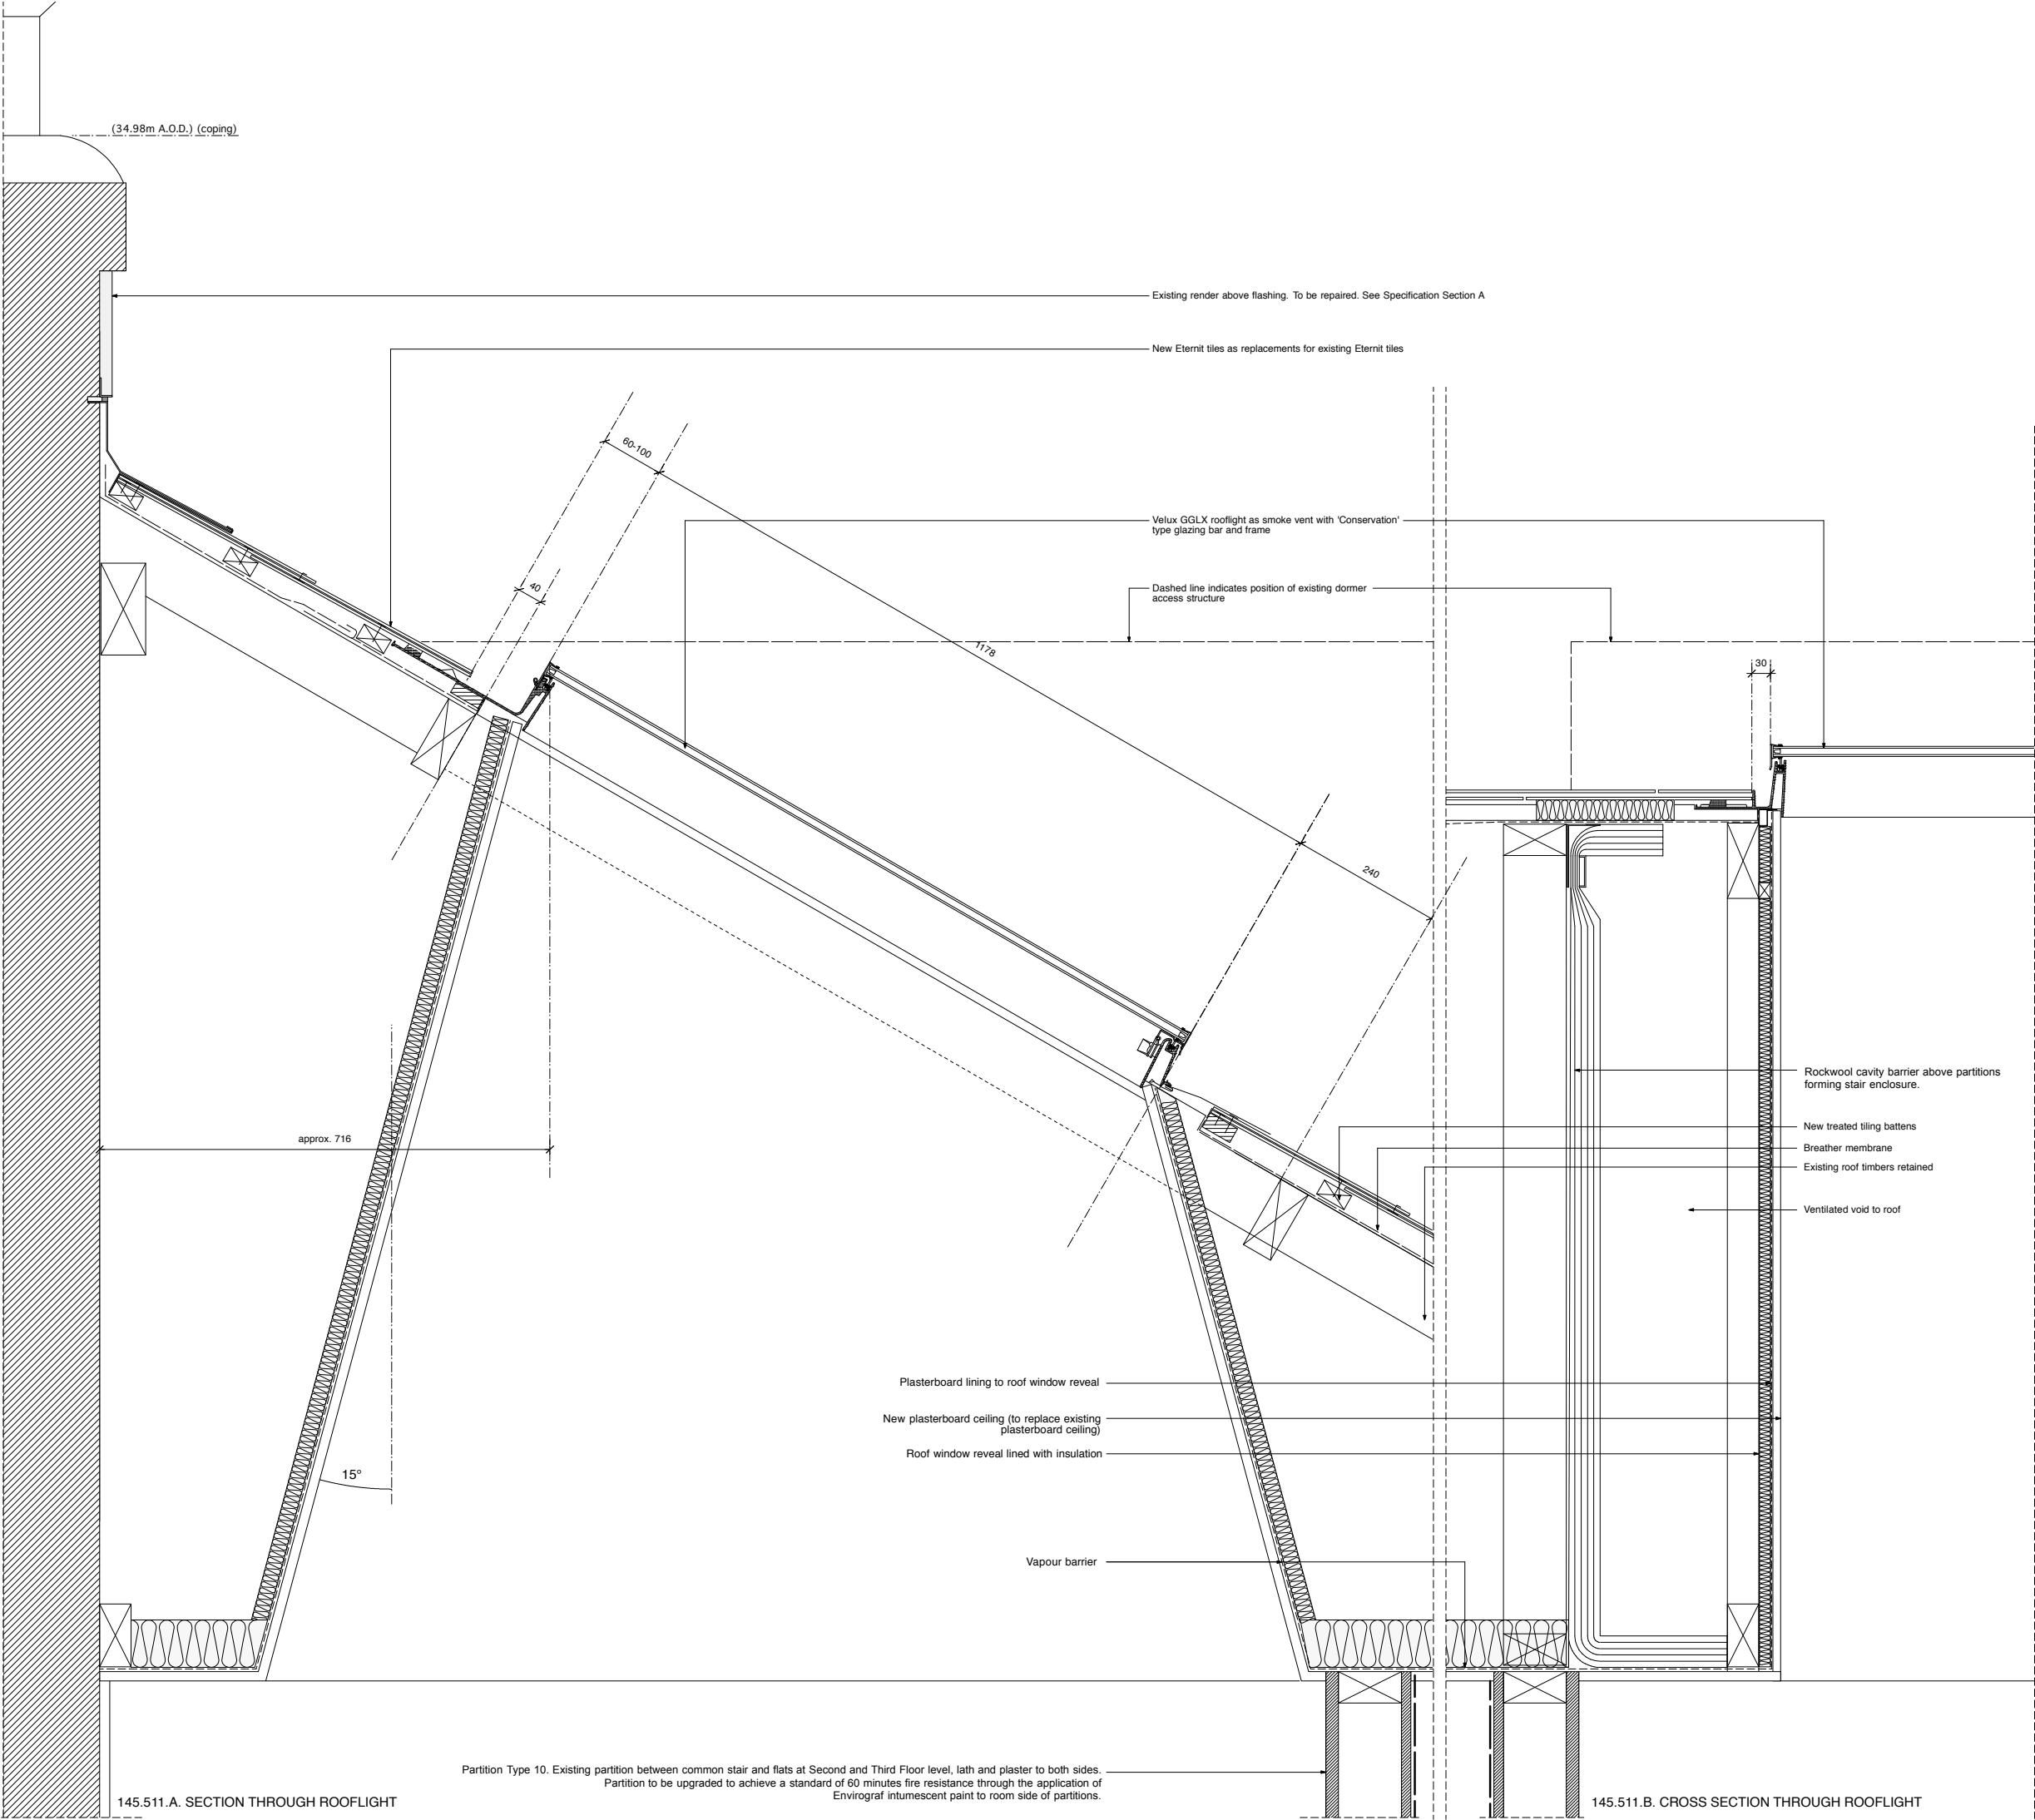 (34.98m A.O.D.) (coping)
Existing render above flashing. To be repaired. See Specification Section A
New Eternit tiles as replacements for existing Eternit tiles
60-100
Velux GGLX rooflight as smoke vent with 'Conservation'
type glazing bar and frame
40
Dashed line indicates position of existing dormer
access structure
1178
30
240
Rockwool cavity barrier above partitions
forming stair enclosure.
New treated tiling battens
approx. 716
Breather membrane
Existing roof timbers retained
Ventilated void to roof
Plasterboard lining to roof window reveal
New plasterboard ceiling (to replace existing
plasterboard ceiling)
Roof window reveal lined with insulation
15°
Vapour barrier
Partition Type 10. Existing partition between common stair and flats at Second and Third Floor level, lath and plaster to both sides.
Partition to be upgraded to achieve a standard of 60 minutes fire resistance through the application of
Envirograf intumescent paint to room side of partitions.
145.511.A. SECTION THROUGH ROOFLIGHT
145.511.B. CROSS SECTION THROUGH ROOFLIGHT